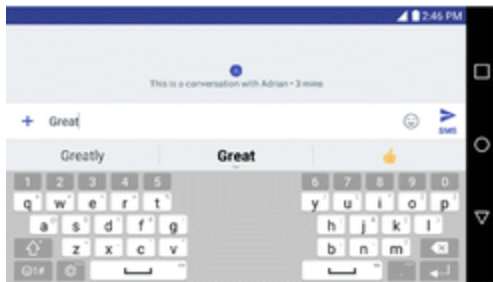 2:46 PM
This is a conversation with Adrian • 3 mins
Great
SMS
Greatly Great 👍
1 2 3 4 5 6 7 8 9 0
q w e r t y u i o p
a s d f g h j k l
z x c v b n m
!#